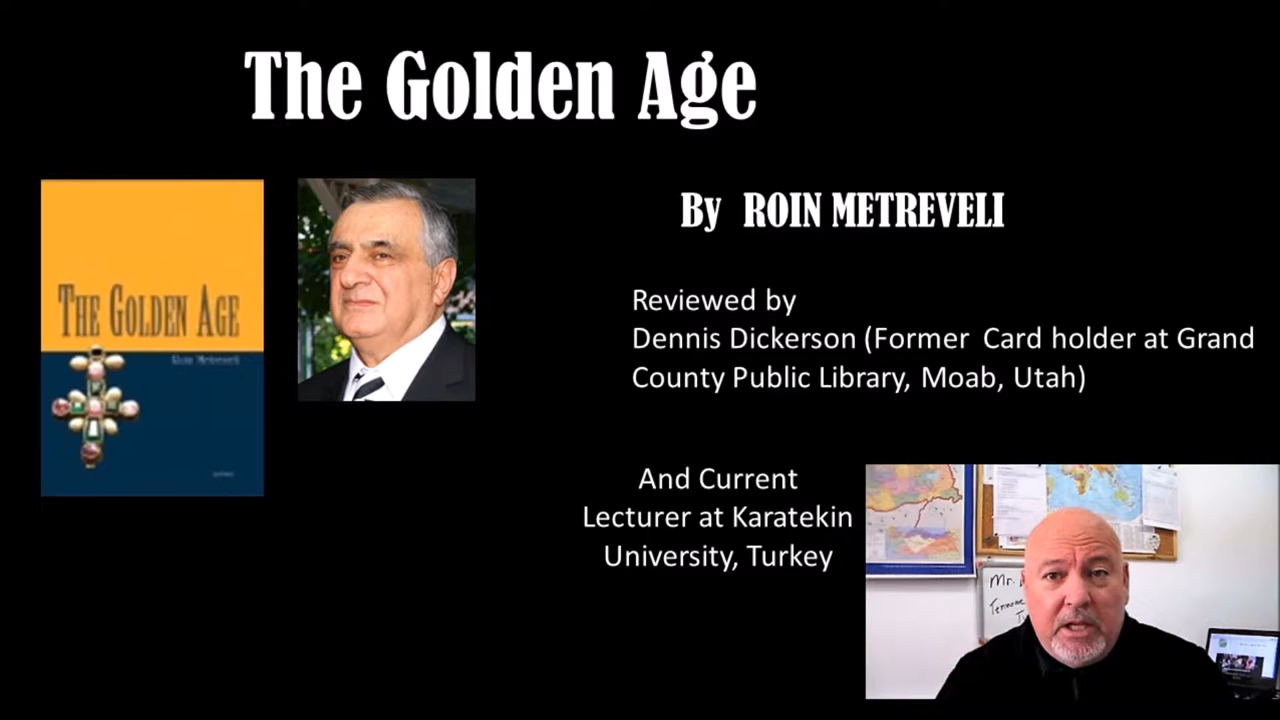 The Golden Age
By ROIN METREVELI
THE GOLDEN AGE
Roin Metreveli
Reviewed by
Dennis Dickerson (Former Card holder at Grand
County Public Library, Moab, Utah)
And Current
Lecturer at Karatekin
University, Turkey
Mr.